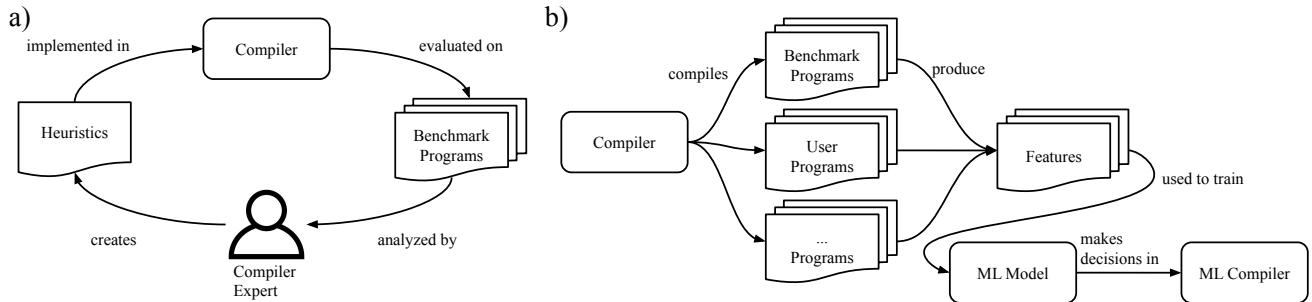 a)
implemented in
Compiler
evaluated on
Heuristics
Benchmark
Programs
creates
analyzed by
Compiler
Expert
b)
compiles
Benchmark
Programs
produce
Compiler
User
Programs
Features
used to train
...
Programs
ML Model
makes
decisions in
ML Compiler